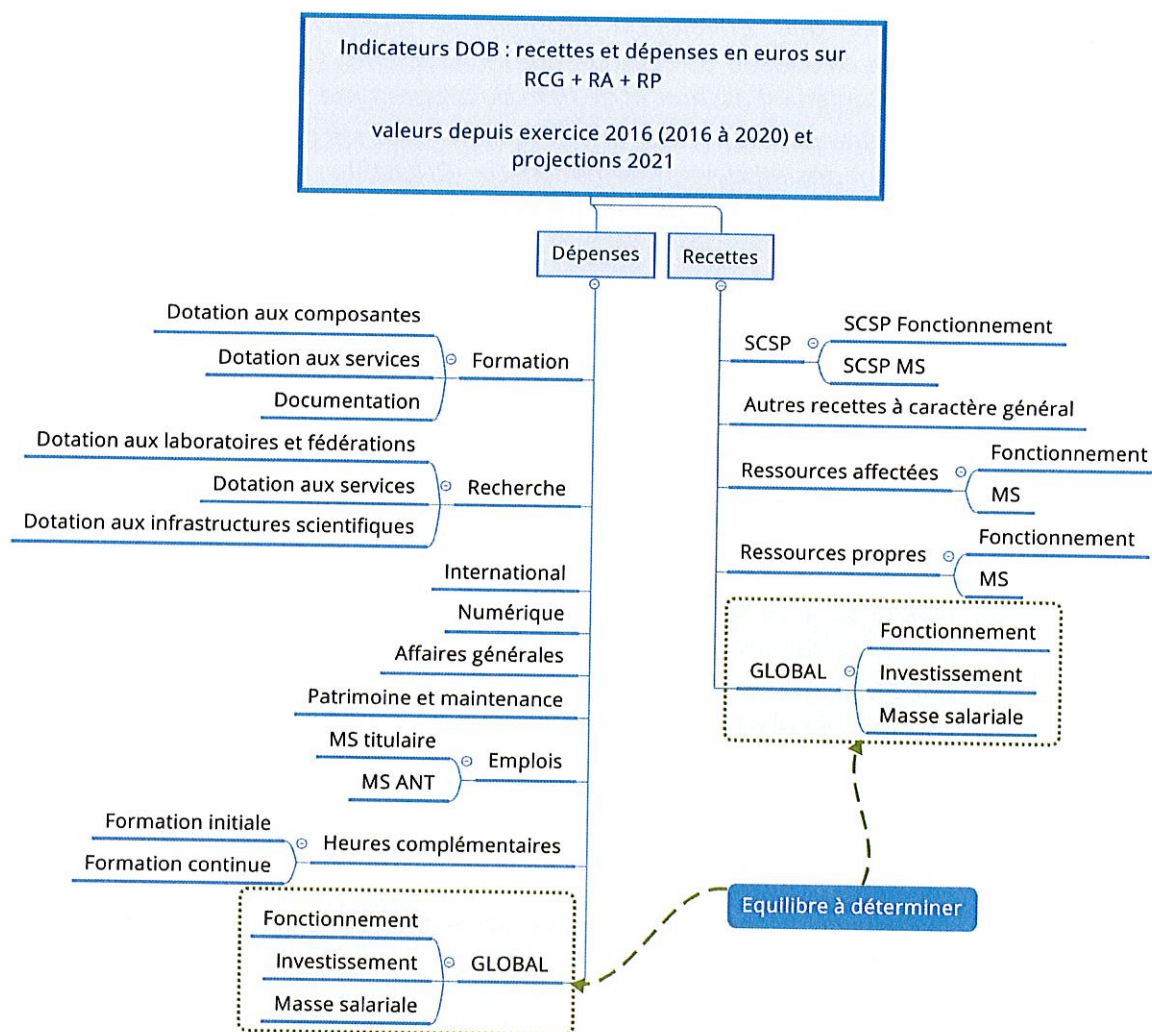 Indicateurs DOB : recettes et dépenses en euros sur
RCG + RA + RP
valeurs depuis exercice 2016 (2016 à 2020) et
projections 2021
Dépenses
Recettes
Dotation aux composantes
Dotation aux services
Documentation
Formation
Dotation aux laboratoires et fédérations
Dotation aux services
Dotation aux infrastructures scientifiques
Recherche
International
Numérique
Affaires générales
Patrimoine et maintenance
MS titulaire
MS ANT
Emplois
Formation initiale
Formation continue
Heures complémentaires
Fonctionnement
Investissement
Masse salariale
GLOBAL
SCSP
SCSP Fonctionnement
SCSP MS
Autres recettes à caractère général
Ressources affectées
Fonctionnement
MS
Ressources propres
Fonctionnement
MS
GLOBAL
Fonctionnement
Investissement
Masse salariale
Equilibre à déterminer